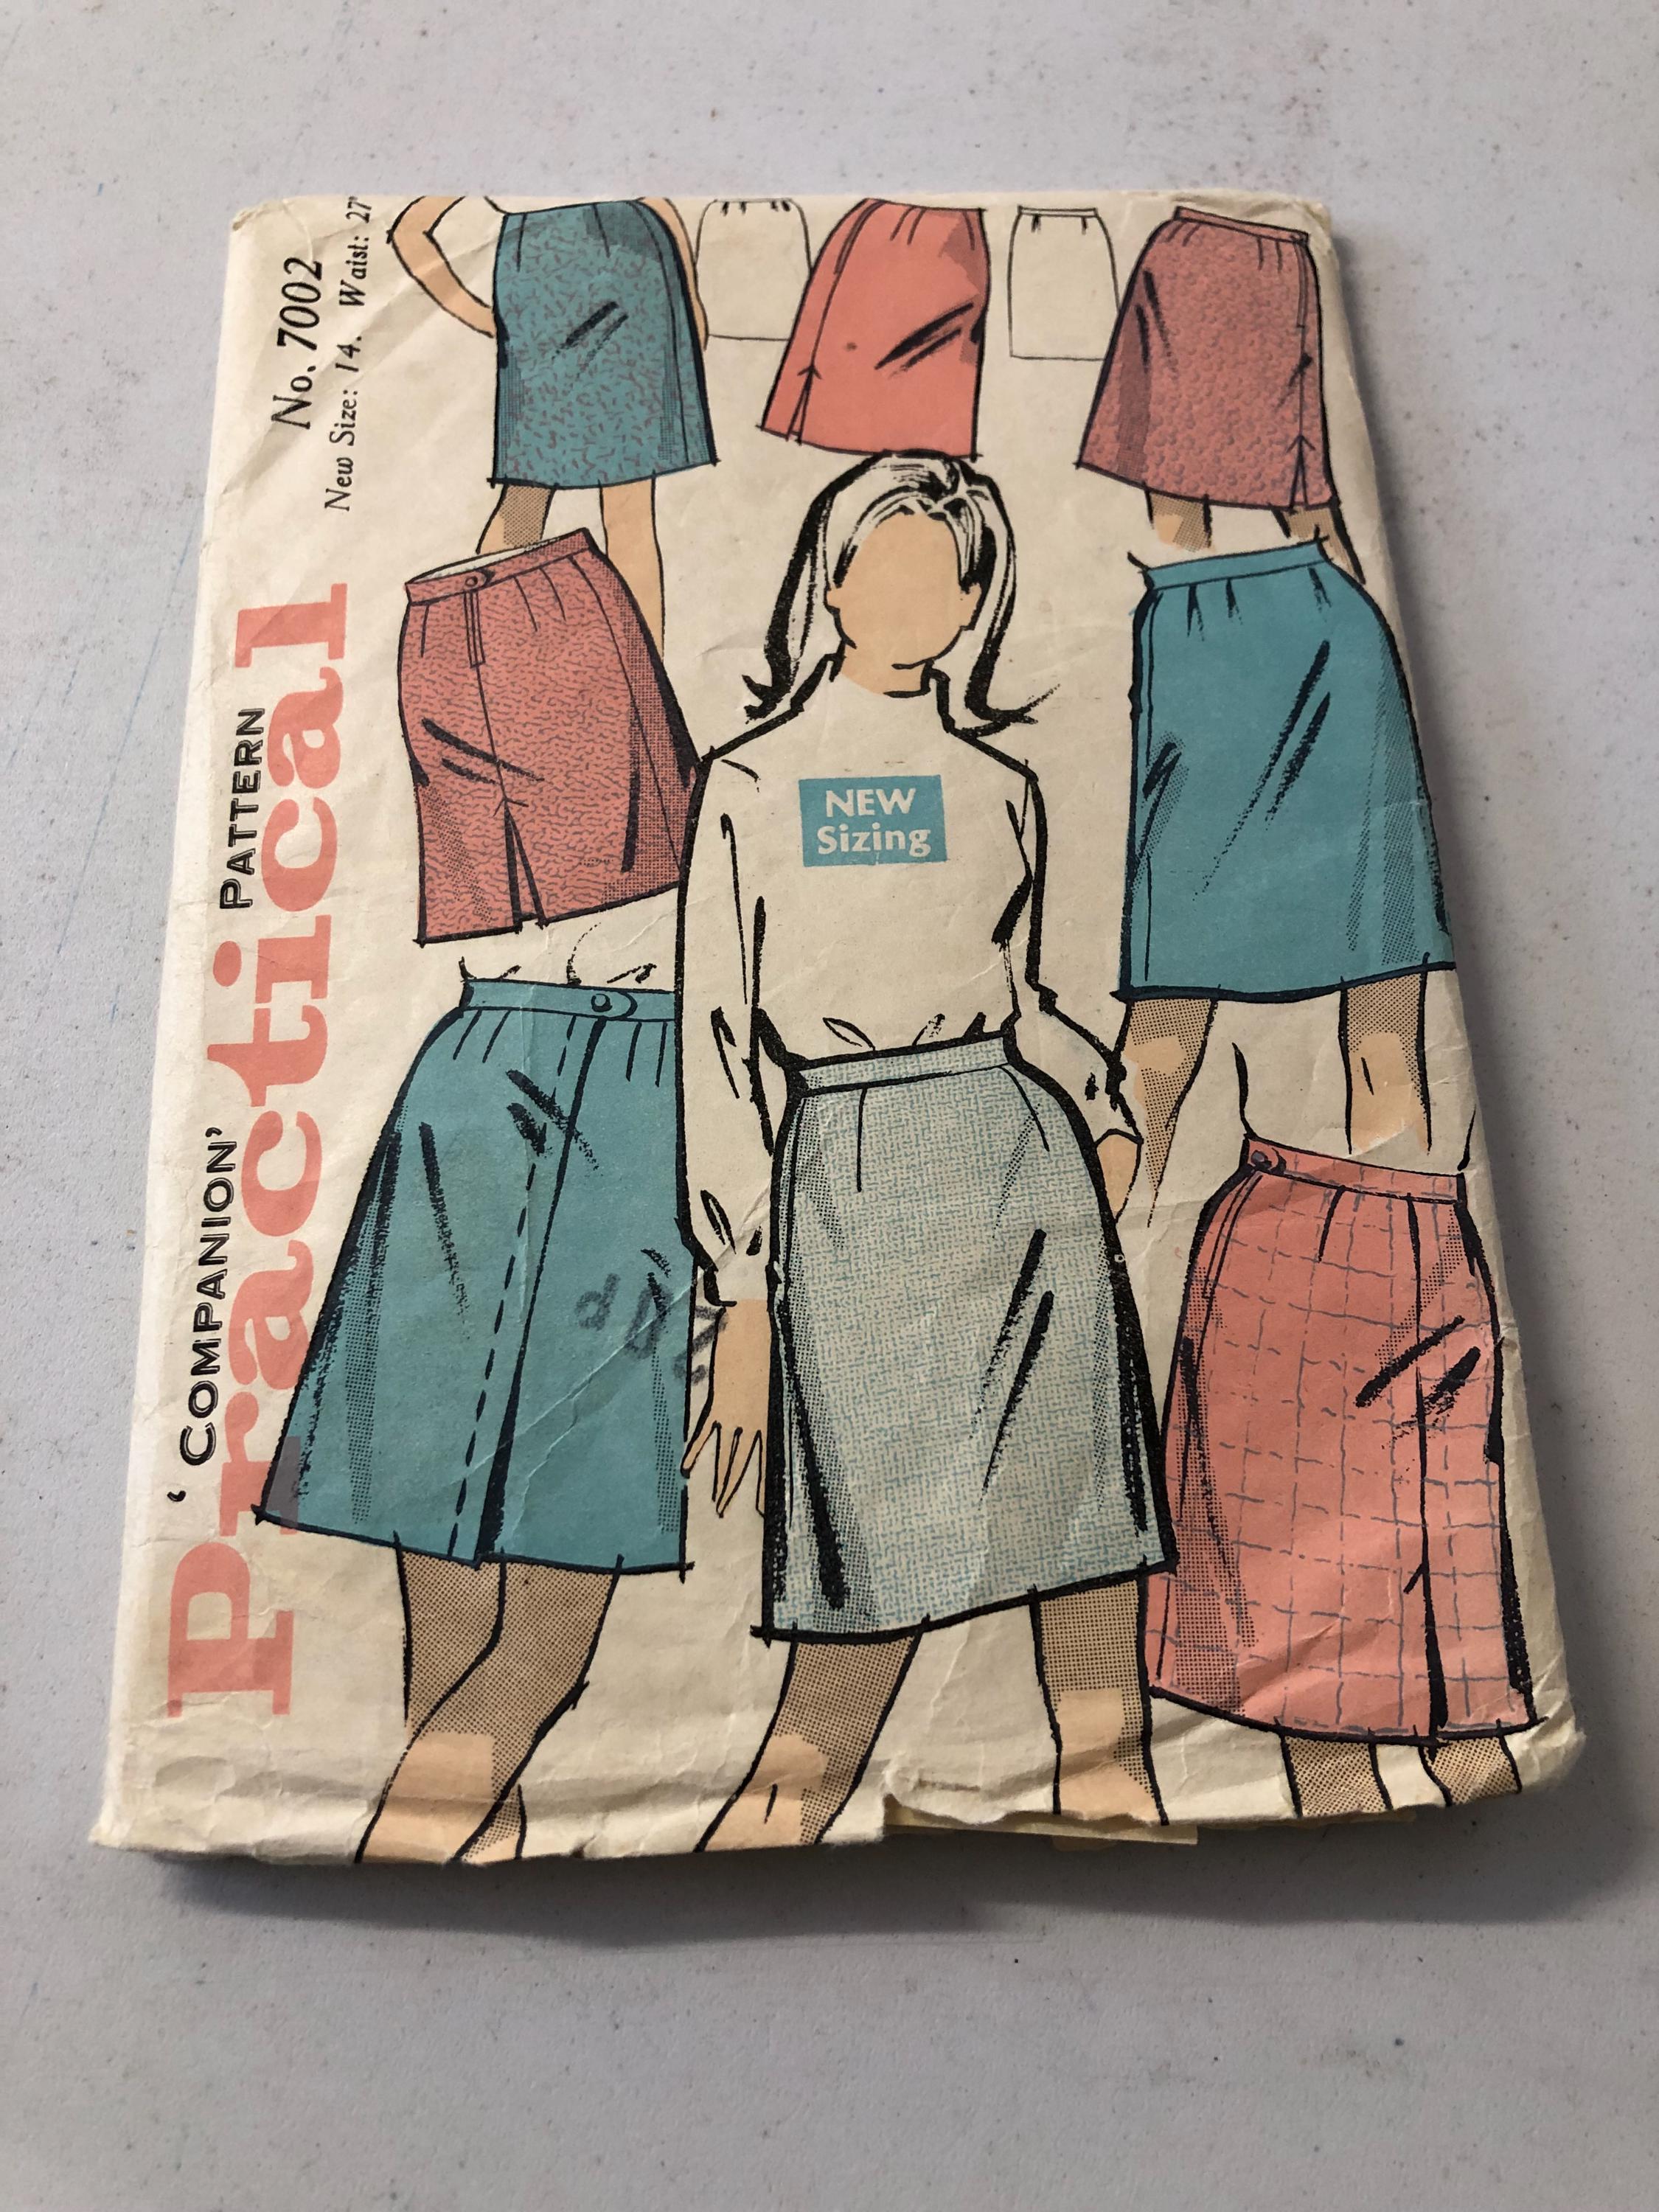 No. 7002
New Size: 14. Waist: 27"
'COMPANION' PATTERN
Practical
NEW
Sizing